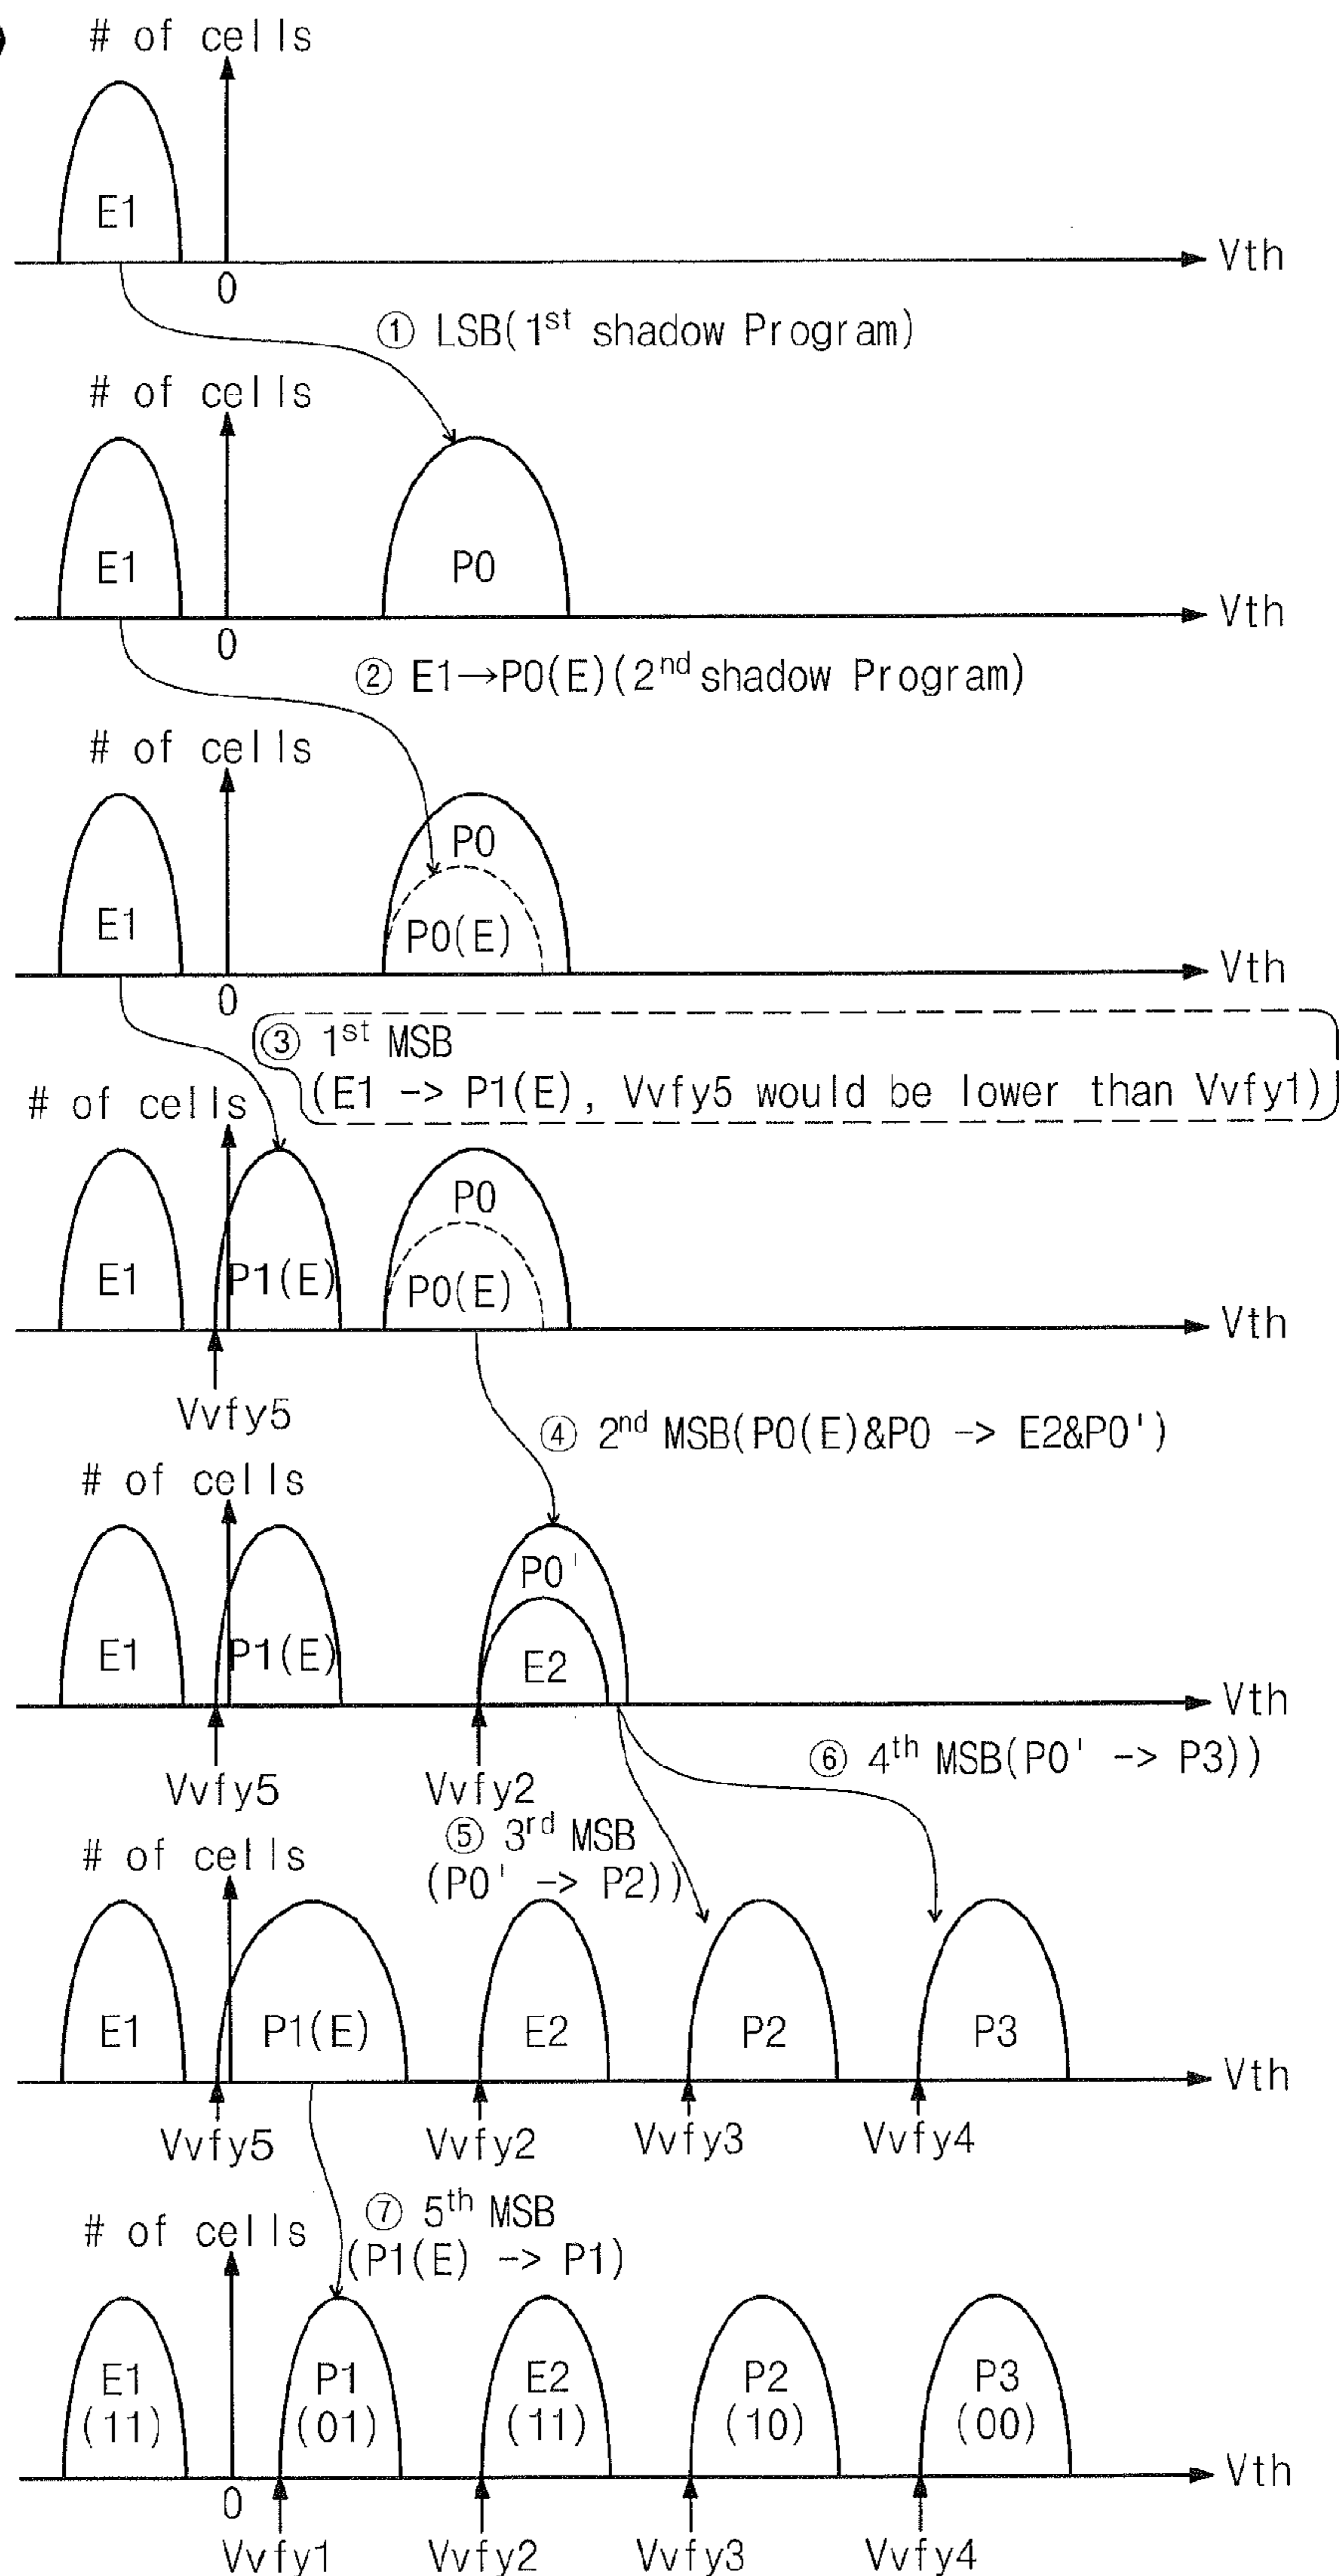 # of cells
E1
0
Vth
① LSB(1st shadow Program)
# of cells
E1
P0
0
Vth
② E1→P0(E)(2nd shadow Program)
# of cells
E1
P0
P0(E)
0
Vth
③ 1st MSB
(E1 -> P1(E), Vvfy5 would be lower than Vvfy1)
# of cells
E1
P1(E)
P0
P0(E)
Vth
Vvfy5
④ 2nd MSB(P0(E)&P0 -> E2&P0')
# of cells
E1
P1(E)
P0'
E2
Vth
Vvfy5
Vvfy2
⑥ 4th MSB(P0' -> P3))
⑤ 3rd MSB
(P0' -> P2))
# of cells
E1
P1(E)
E2
P2
P3
Vth
Vvfy5
Vvfy2
Vvfy3
Vvfy4
⑦ 5th MSB
(P1(E) -> P1)
# of cells
E1
(11)
P1
(01)
E2
(11)
P2
(10)
P3
(00)
Vth
0
Vvfy1
Vvfy2
Vvfy3
Vvfy4